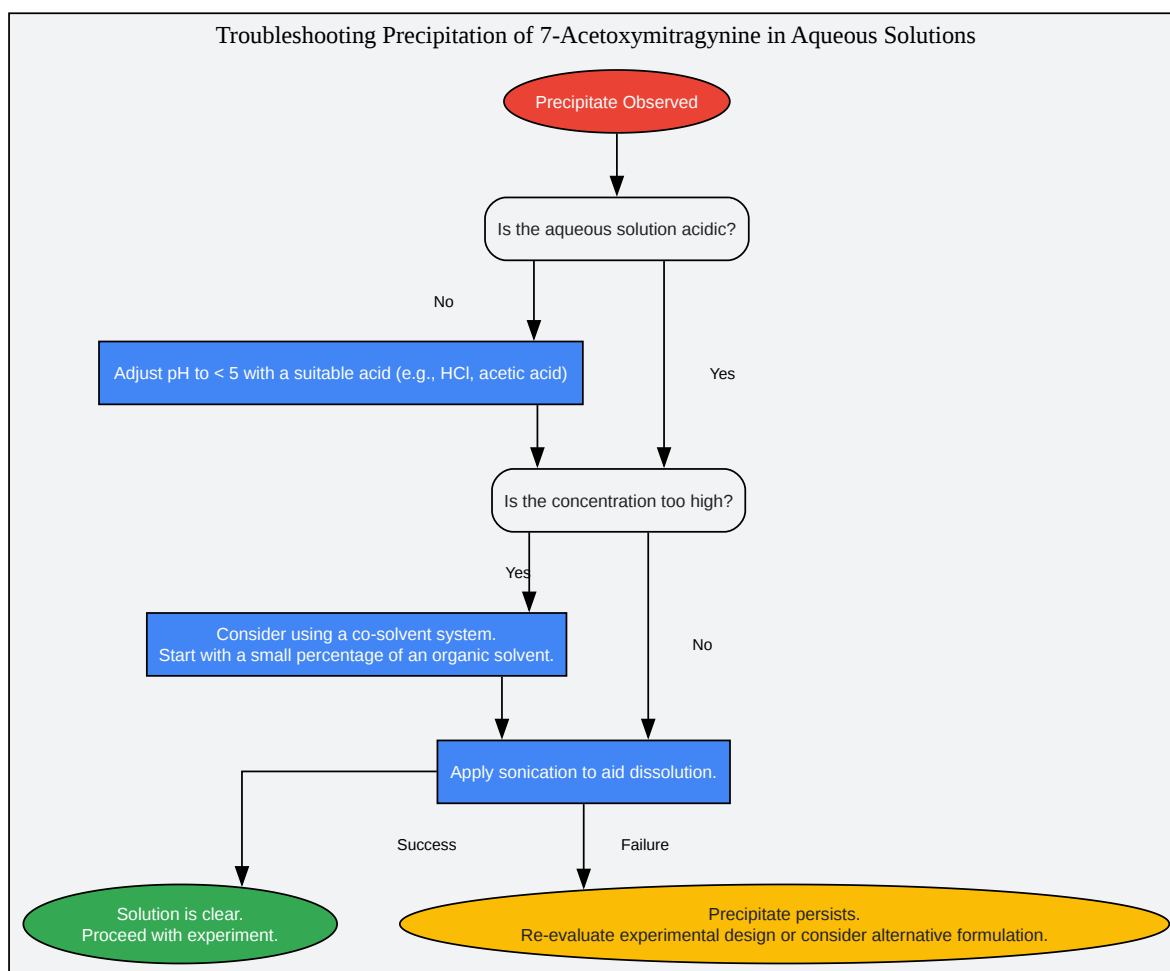 Troubleshooting Precipitation of 7-Acetoxymitragynine in Aqueous Solutions
Precipitate Observed
Is the aqueous solution acidic?
No
Adjust pH to < 5 with a suitable acid (e.g., HCl, acetic acid)
Yes
Is the concentration too high?
Yes
Consider using a co-solvent system.
Start with a small percentage of an organic solvent.
No
Apply sonication to aid dissolution.
Success
Failure
Solution is clear.
Proceed with experiment.
Precipitate persists.
Re-evaluate experimental design or consider alternative formulation.